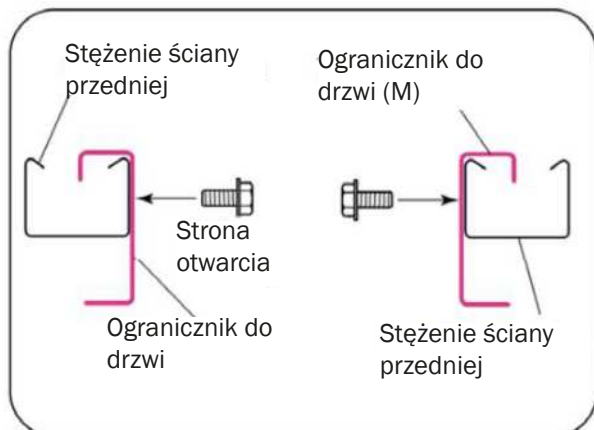 Stężenie ściany
przedniej
Ogranicznik do
drzwi (M)
Strona
otwarcia
Ogranicznik do
drzwi
Stężenie ściany
przedniej